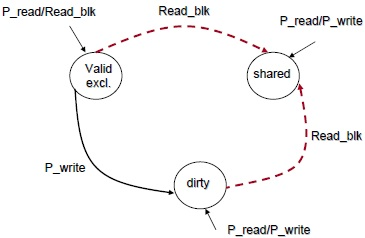 P_read/Read_blk
Read_blk
P_read/P_write
Valid
excl.
shared
Read_blk
P_write
dirty
P_read/P_write